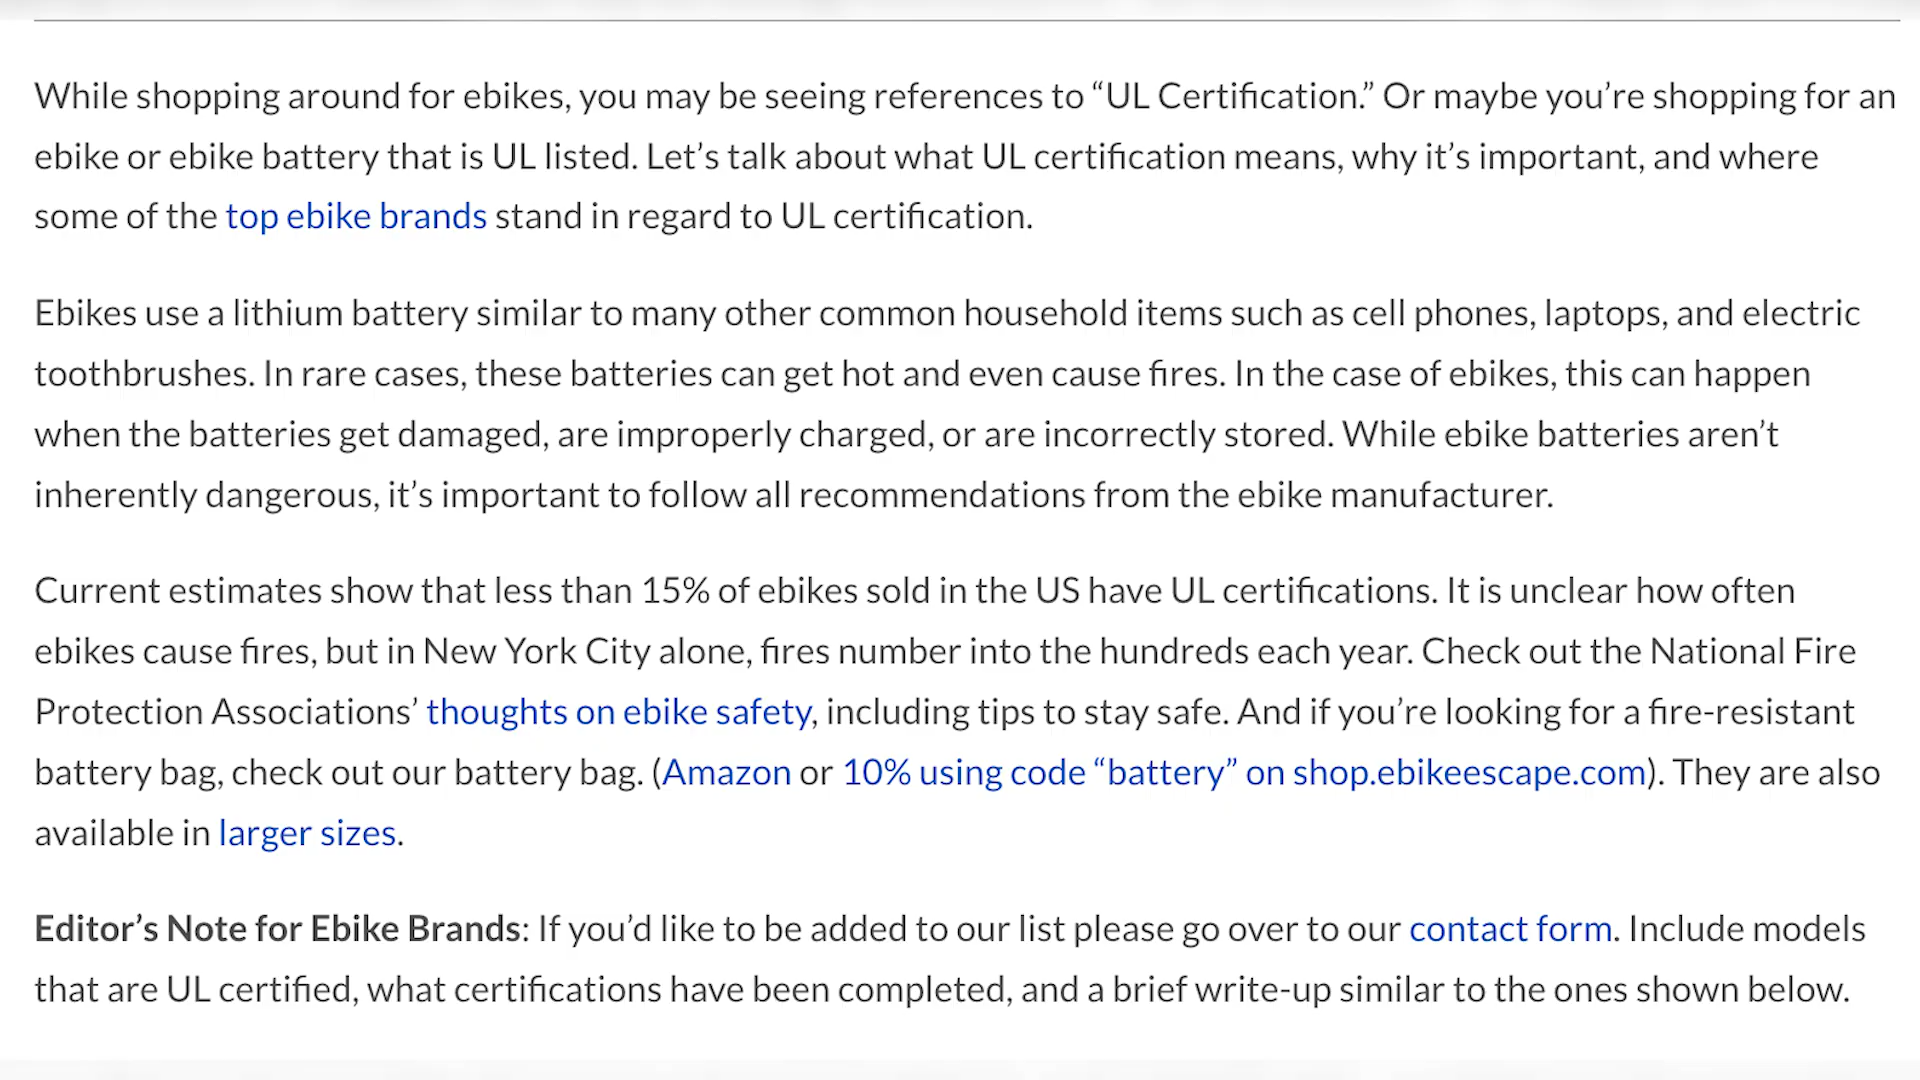 While shopping around for ebikes, you may be seeing references to “UL Certification.” Or maybe you’re shopping for an
ebike or ebike battery that is UL listed. Let’s talk about what UL certification means, why it’s important, and where
some of the top ebike brands stand in regard to UL certification.
Ebikes use a lithium battery similar to many other common household items such as cell phones, laptops, and electric
toothbrushes. In rare cases, these batteries can get hot and even cause fires. In the case of ebikes, this can happen
when the batteries get damaged, are improperly charged, or are incorrectly stored. While ebike batteries aren’t
inherently dangerous, it’s important to follow all recommendations from the ebike manufacturer.
Current estimates show that less than 15% of ebikes sold in the US have UL certifications. It is unclear how often
ebikes cause fires, but in New York City alone, fires number into the hundreds each year. Check out the National Fire
Protection Associations’ thoughts on ebike safety, including tips to stay safe. And if you’re looking for a fire-resistant
battery bag, check out our battery bag. (Amazon or 10% using code “battery” on shop.ebikeescape.com). They are also
available in larger sizes.
Editor’s Note for Ebike Brands: If you’d like to be added to our list please go over to our contact form. Include models
that are UL certified, what certifications have been completed, and a brief write-up similar to the ones shown below.